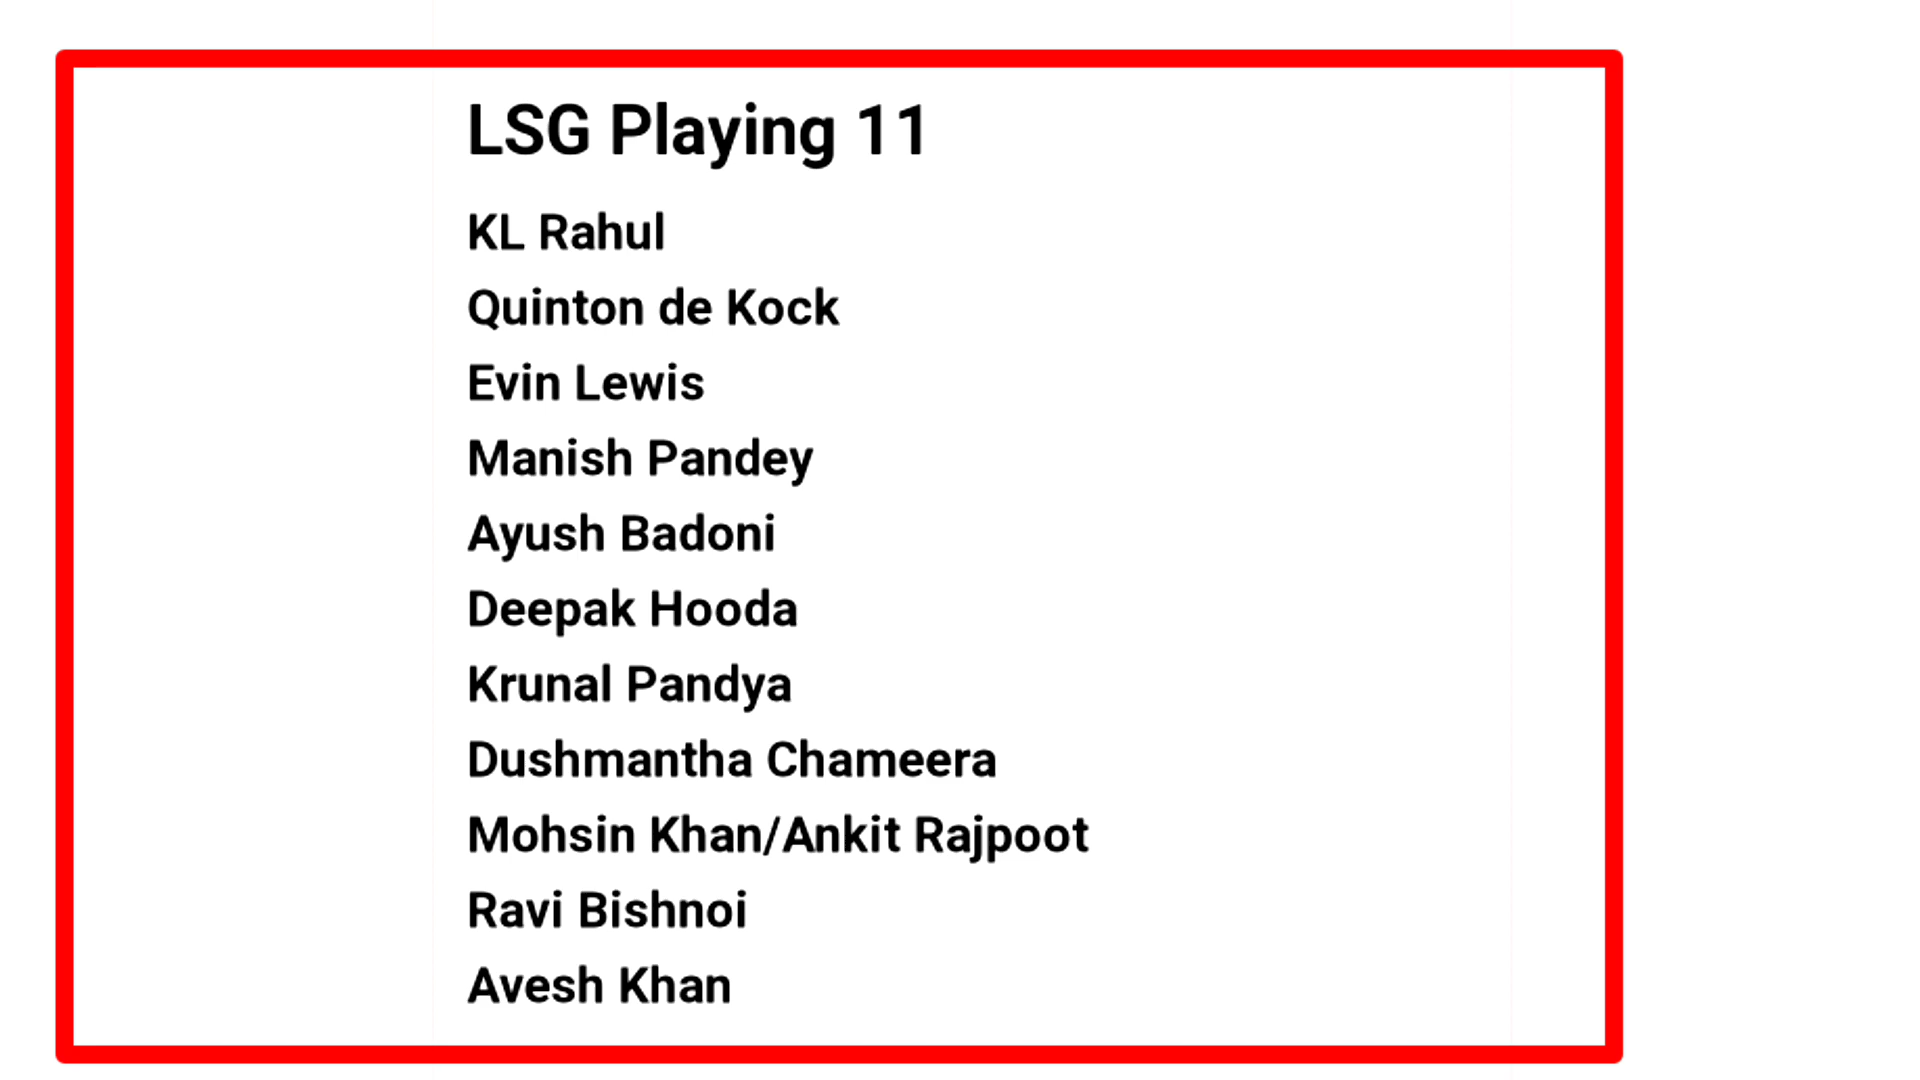 LSG Playing 11
KL Rahul
Quinton de Kock
Evin Lewis
Manish Pandey
Ayush Badoni
Deepak Hooda
Krunal Pandya
Dushmantha Chameera
Mohsin Khan/Ankit Rajpoot
Ravi Bishnoi
Avesh Khan